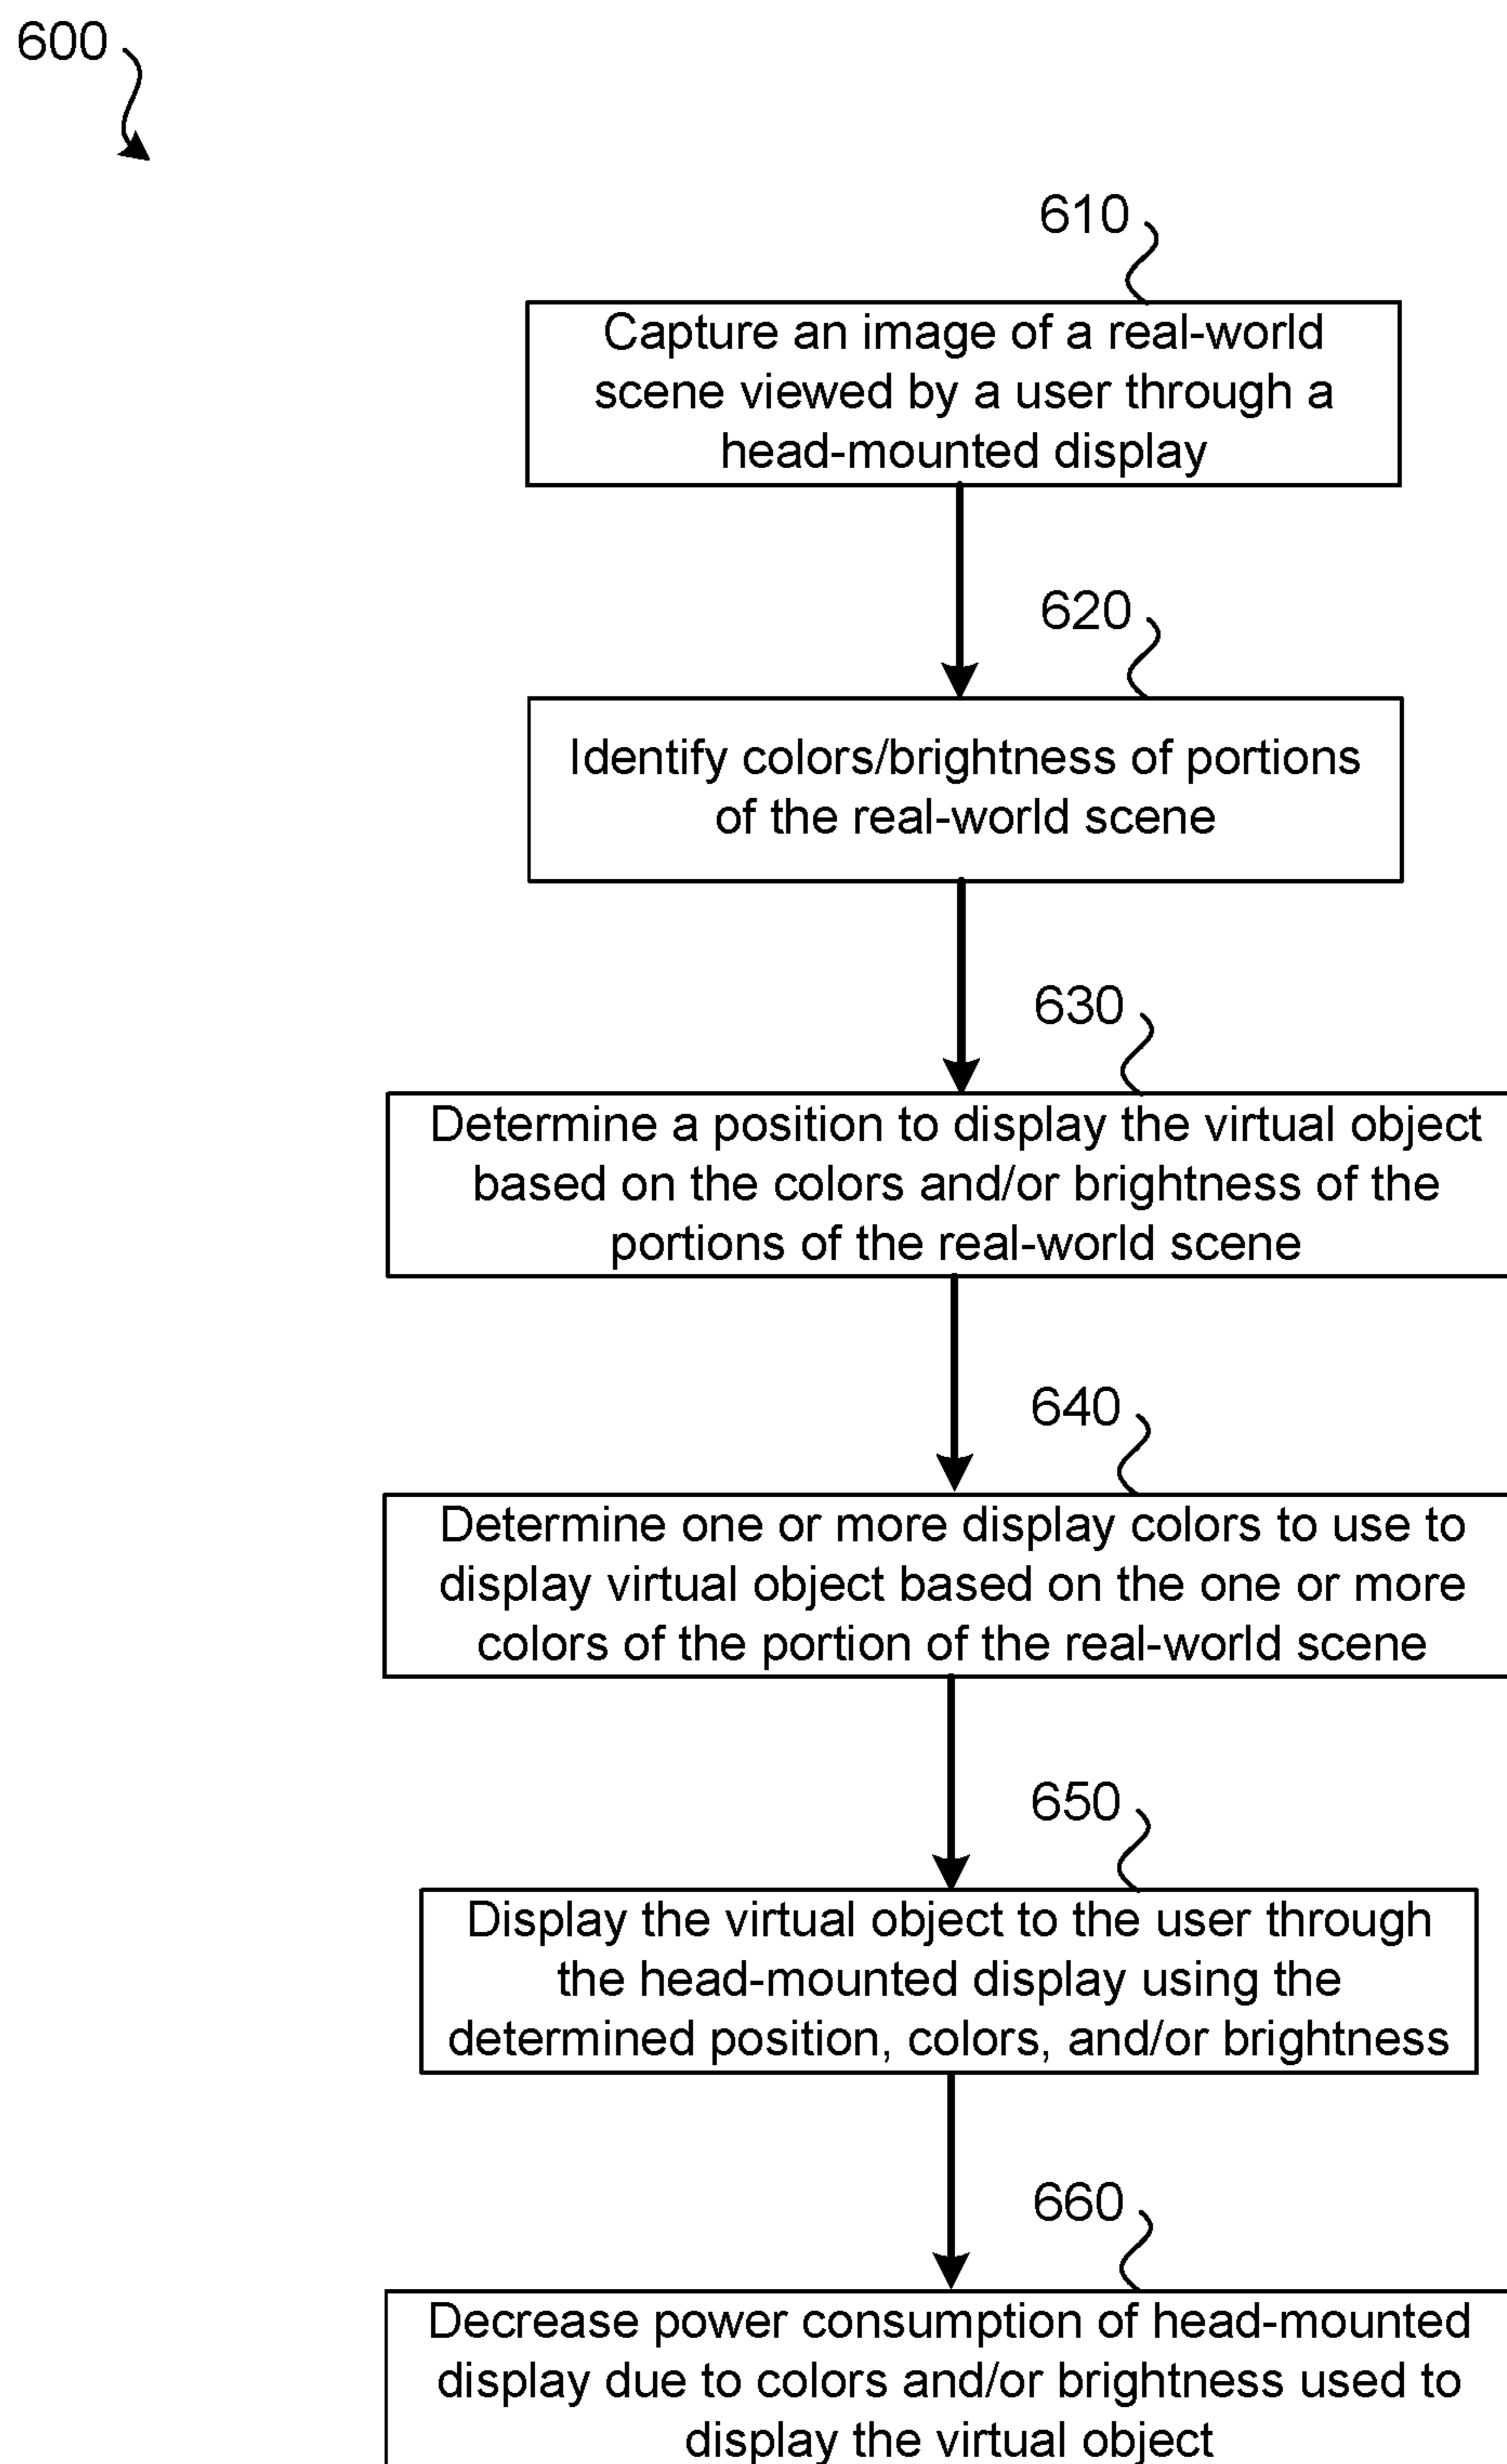 600
610
Capture an image of a real-world
scene viewed by a user through a
head-mounted display
620
Identify colors/brightness of portions
of the real-world scene
630
Determine a position to display the virtual object
based on the colors and/or brightness of the
portions of the real-world scene
640
Determine one or more display colors to use to
display virtual object based on the one or more
colors of the portion of the real-world scene
650
Display the virtual object to the user through
the head-mounted display using the
determined position, colors, and/or brightness
660
Decrease power consumption of head-mounted
display due to colors and/or brightness used to
display the virtual object